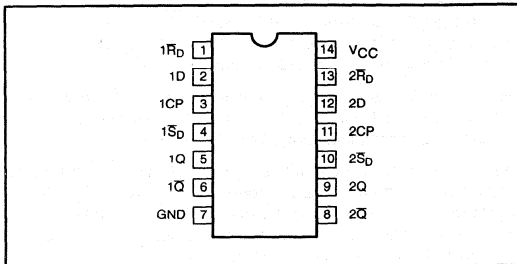 1R̅D 1 14 VCC
1D 2 13 2R̅D
1CP 3 12 2D
1S̅D 4 11 2CP
1Q 5 10 2S̅D
1Q̅ 6 9 2Q
GND 7 8 2Q̅